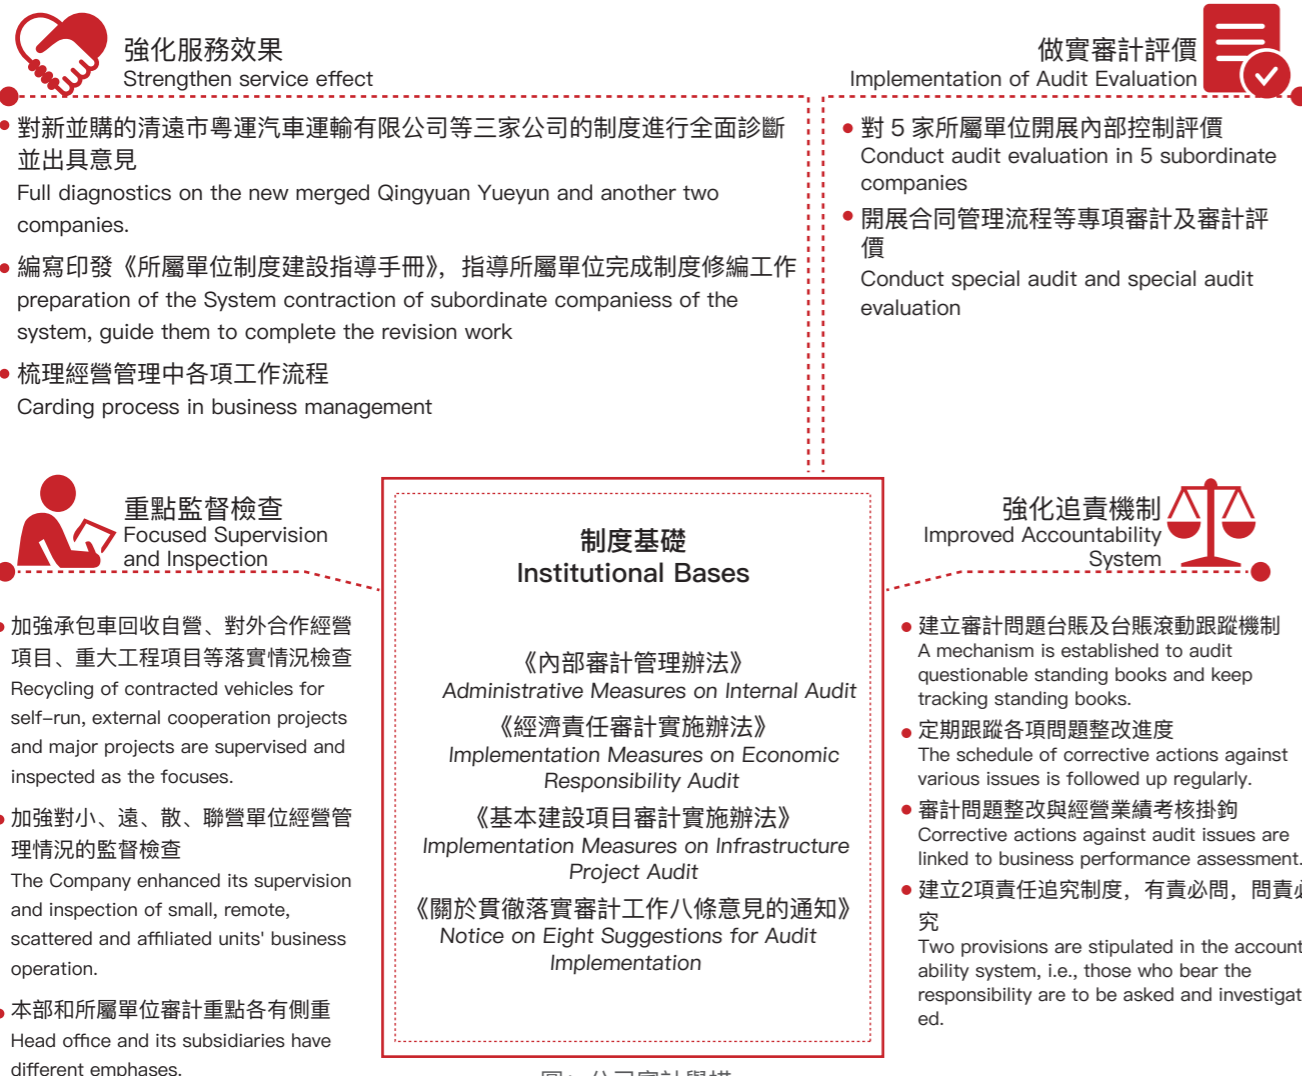 強化服務效果
Strengthen service effect
對新並購的清遠市粵運汽車運輸有限公司等三家公司的制度進行全面診斷
並出具意見
Full diagnostics on the new merged Qingyuan Yueyun and another two
companies.
編寫印發《所屬單位制度建設指導手冊》，指導所屬單位完成制度修編工作
preparation of the System contraction of subordinate companiess of the
system, guide them to complete the revision work
梳理經營管理中各項工作流程
Carding process in business management
做實審計評價
Implementation of Audit Evaluation
對 5 家所屬單位開展內部控制評價
Conduct audit evaluation in 5 subordinate
companies
開展合同管理流程等專項審計及審計評
價
Conduct special audit and special audit
evaluation
重點監督檢查
Focused Supervision
and Inspection
加強承包車回收自營、對外合作經營
項目、重大工程項目等落實情況檢查
Recycling of contracted vehicles for
self-run, external cooperation projects
and major projects are supervised and
inspected as the focuses.
加強對小、遠、散、聯營單位經營管
理情況的監督檢查
The Company enhanced its supervision
and inspection of small, remote,
scattered and affiliated units' business
operation.
本部和所屬單位審計重點各有側重
Head office and its subsidiaries have
different emphases.
制度基礎
Institutional Bases
《內部審計管理辦法》
Administrative Measures on Internal Audit
《經濟責任審計實施辦法》
Implementation Measures on Economic
Responsibility Audit
《基本建設項目審計實施辦法》
Implementation Measures on Infrastructure
Project Audit
《關於貫徹落實審計工作八條意見的通知》
Notice on Eight Suggestions for Audit
Implementation
強化追責機制
Improved Accountability
System
建立審計問題台賬及台賬滾動跟蹤機制
A mechanism is established to audit
questionable standing books and keep
tracking standing books.
定期跟蹤各項問題整改進度
The schedule of corrective actions against
various issues is followed up regularly.
審計問題整改與經營業績考核掛鉤
Corrective actions against audit issues are
linked to business performance assessment.
建立2項責任追究制度，有責必問，問責必
究
Two provisions are stipulated in the account
ability system, i.e., those who bear the
responsibility are to be asked and investigat
ed.